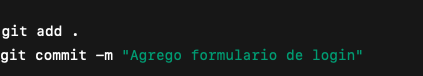 git add .
git commit -m "Agrego formulario de login"